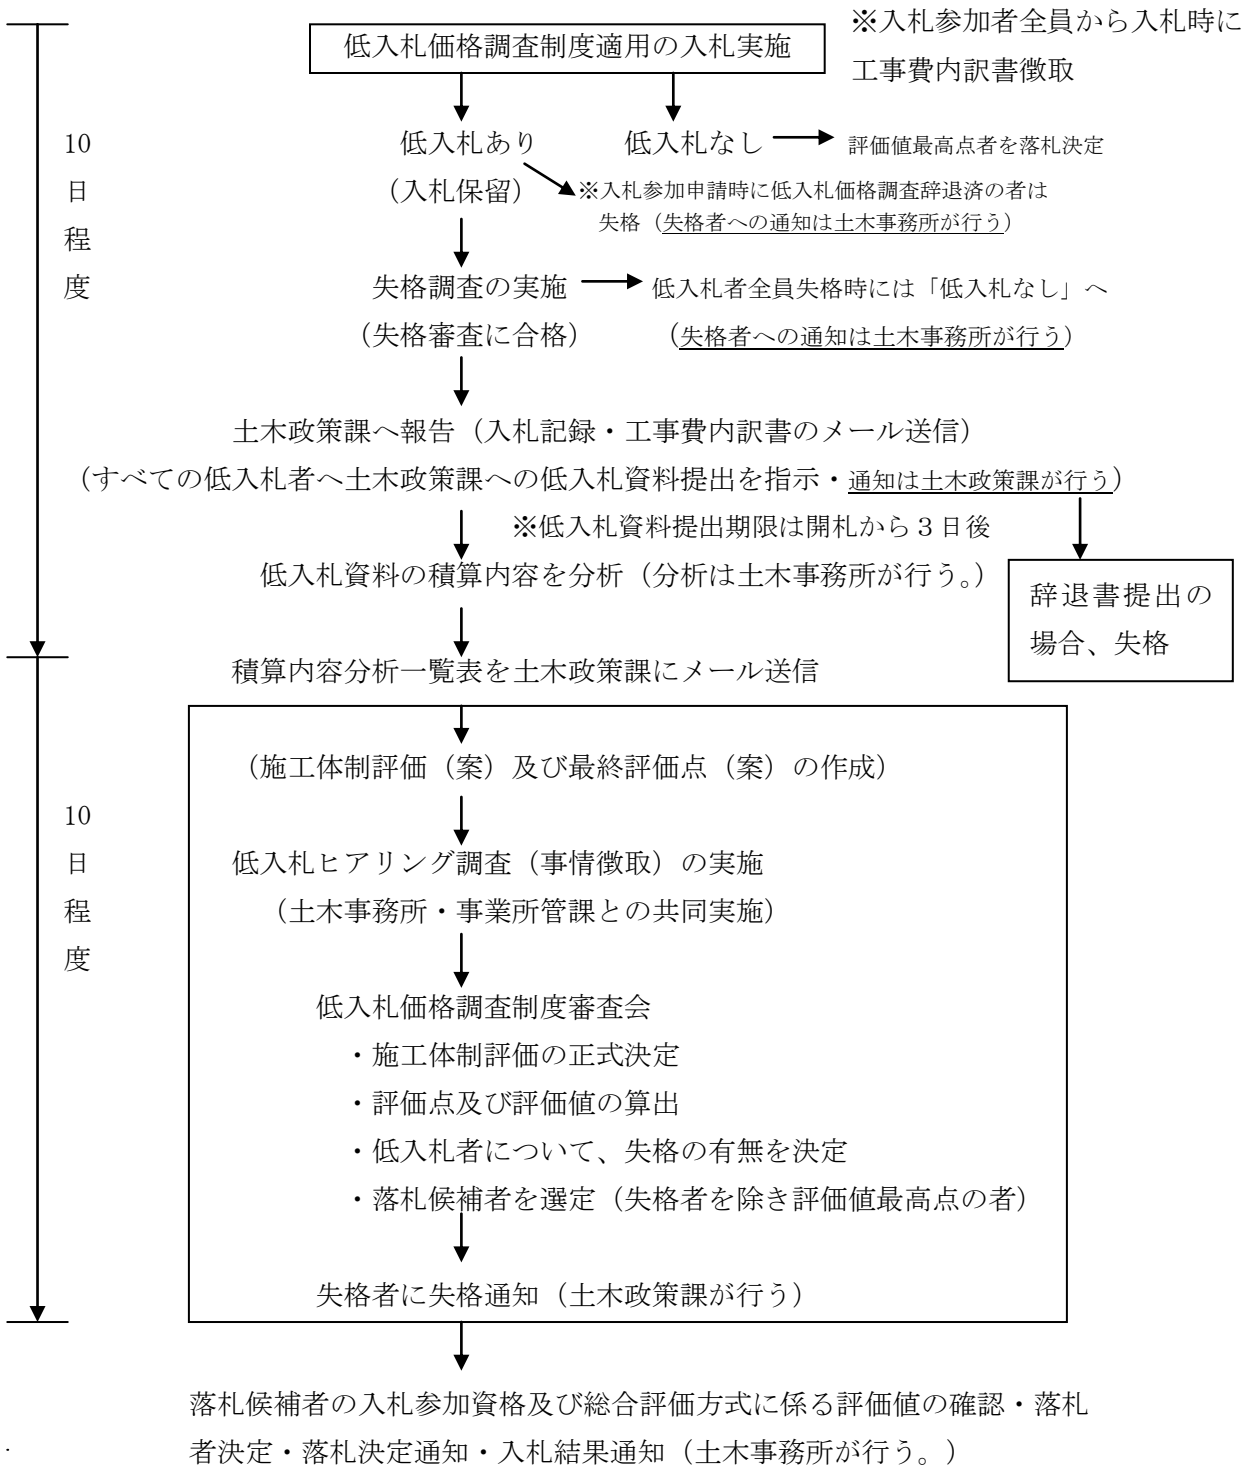 ※入札参加者全員から入札時に
工事費内訳書徴取
低入札価格調査制度適用の入札実施
10
日
程
度
低入札あり
低入札なし
評価値最高点者を落札決定
（入札保留）
※入札参加申請時に低入札価格調査辞退済の者は
失格（失格者への通知は土木事務所が行う）
失格調査の実施
低入札者全員失格時には「低入札なし」へ
（失格審査に合格）
（失格者への通知は土木事務所が行う）
土木政策課へ報告（入札記録・工事費内訳書のメール送信）
（すべての低入札者へ土木政策課への低入札資料提出を指示・通知は土木政策課が行う）
※低入札資料提出期限は開札から３日後
低入札資料の積算内容を分析（分析は土木事務所が行う。）
辞退書提出の
場合、失格
積算内容分析一覧表を土木政策課にメール送信
10
日
程
度
（施工体制評価（案）及び最終評価点（案）の作成）
低入札ヒアリング調査（事情徴取）の実施
（土木事務所・事業所管課との共同実施）
低入札価格調査制度審査会
・施工体制評価の正式決定
・評価点及び評価値の算出
・低入札者について、失格の有無を決定
・落札候補者を選定（失格者を除き評価値最高点の者）
失格者に失格通知（土木政策課が行う）
落札候補者の入札参加資格及び総合評価方式に係る評価値の確認・落札
者決定・落札決定通知・入札結果通知（土木事務所が行う。）